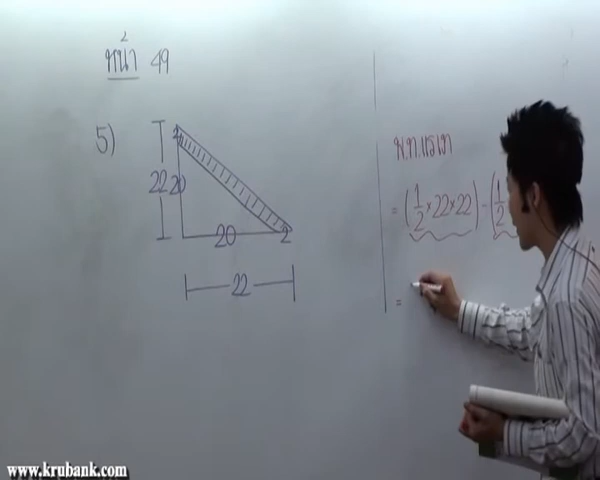 หน้า 49
5)
2
22
20
20
2
22
พ.ท.แรเงา
= (1/2 × 22 × 22) - (1/2
=
www.krubank.com